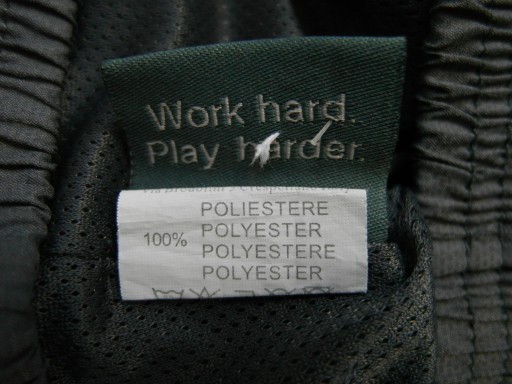 Work hard.
Play harder.
100%
POLIESTERE
POLYESTER
POLYESTERE
POLYESTER